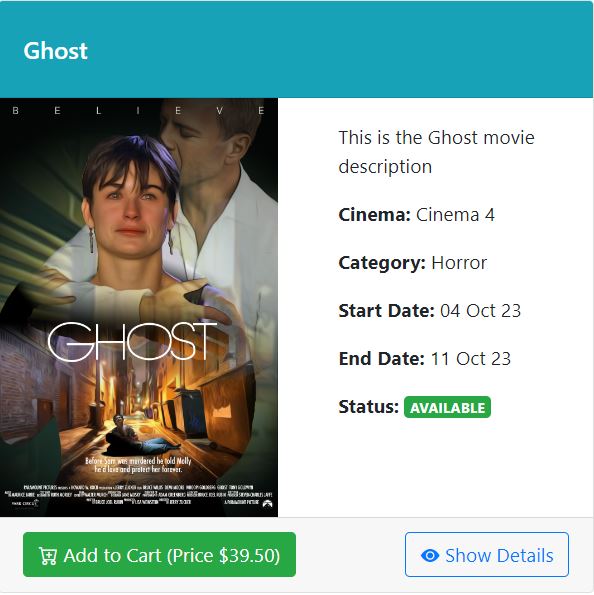 Ghost
B E L I E V E
GHOST
Before Sam was murdered he told Molly
he'd love and protect her forever.
This is the Ghost movie
description
Cinema: Cinema 4
Category: Horror
Start Date: 04 Oct 23
End Date: 11 Oct 23
Status: AVAILABLE
Add to Cart (Price $39.50)
Show Details